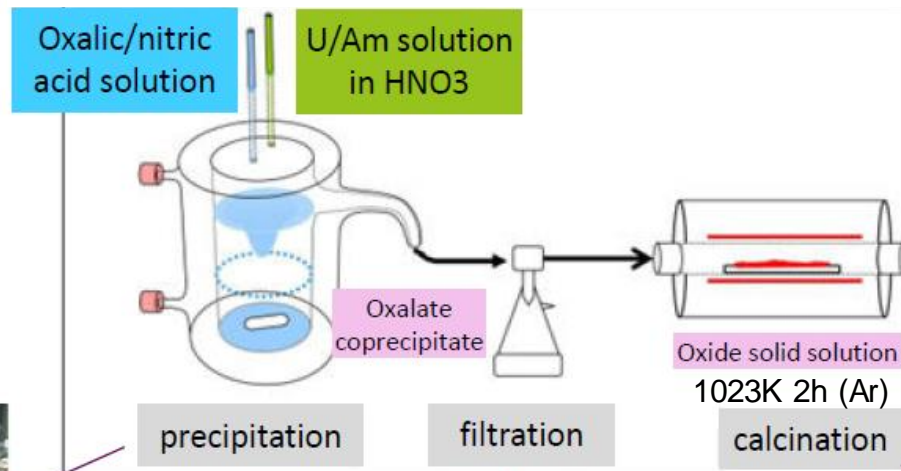 Oxalic/nitric
acid solution
U/Am solution
in HNO3
Oxalate
coprecipitate
Oxide solid solution
1023K 2h (Ar)
precipitation
filtration
calcination